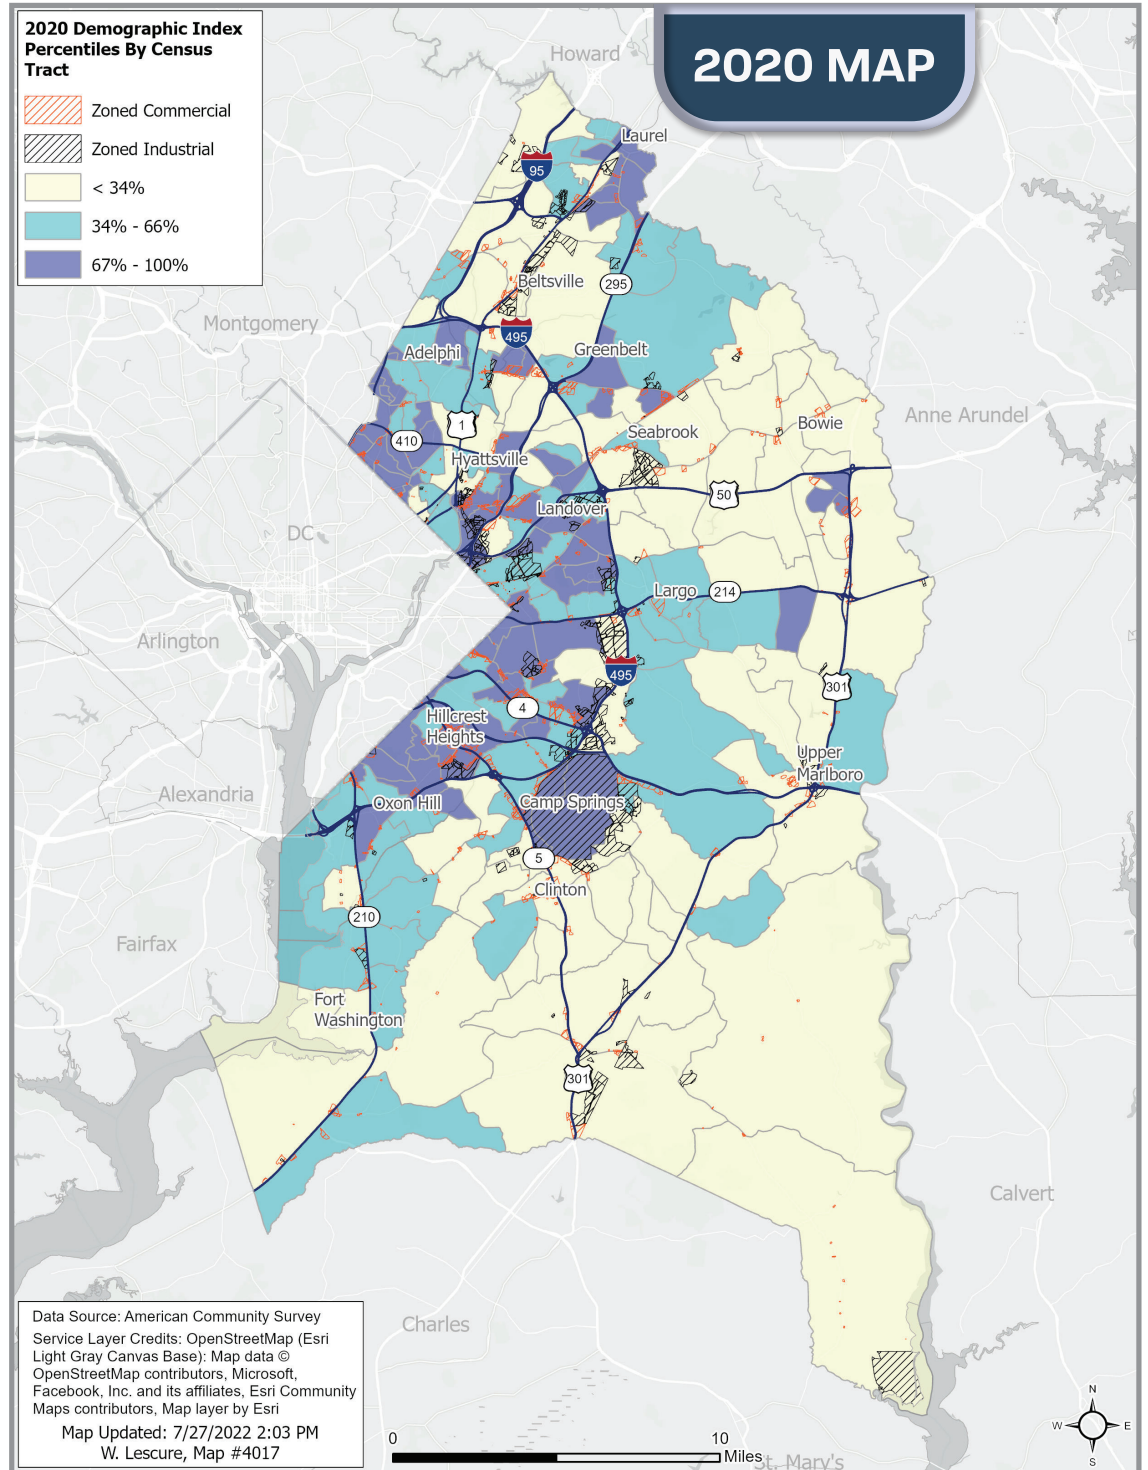 2020 Demographic Index
Percentiles By Census
Tract
Zoned Commercial
Zoned Industrial
< 34%
34% - 66%
67% - 100%
2020 MAP
Howard
Laurel
95
Beltsville
295
Montgomery
495
Adelphi
Greenbelt
Anne Arundel
1
Bowie
410
Seabrook
Hyattsville
50
Landover
DC
Largo
214
Arlington
495
301
4
Hillcrest
Heights
Upper
Marlboro
Alexandria
Oxon Hill
Camp Springs
5
Clinton
210
Fairfax
Fort
Washington
301
Calvert
Charles
Data Source: American Community Survey
Service Layer Credits: OpenStreetMap (Esri
Light Gray Canvas Base): Map data ©
OpenStreetMap contributors, Microsoft,
Facebook, Inc. and its affiliates, Esri Community
Maps contributors, Map layer by Esri
Map Updated: 7/27/2022 2:03 PM
W. Lescure, Map #4017
0
10
Miles
St. Mary's
N
W
E
S